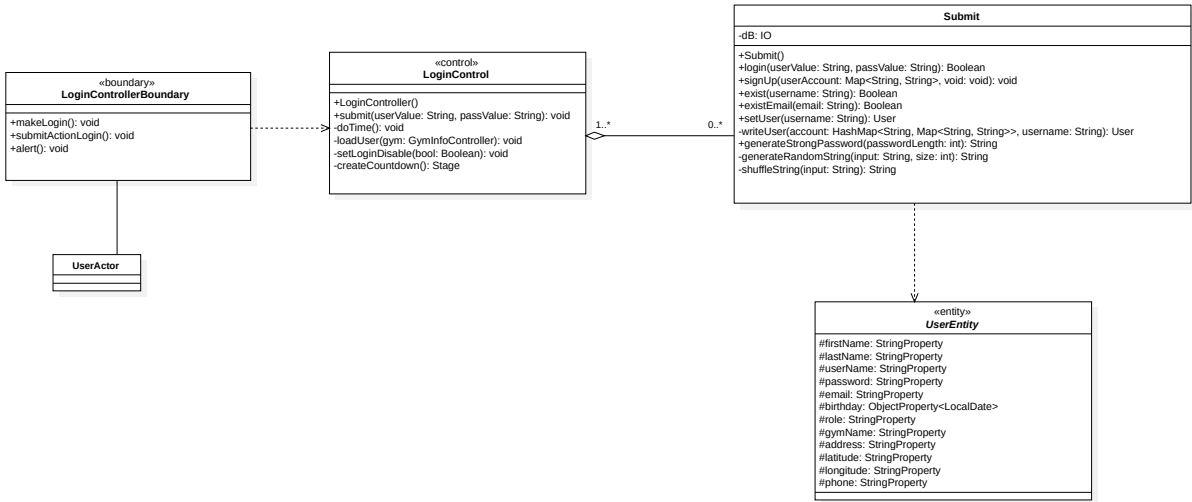 «boundary»
LoginControllerBoundary
+makeLogin(): void
+submitActionLogin(): void
+alert(): void
UserActor
«control»
LoginControl
+LoginController()
+submit(userValue: String, passValue: String): void
-doTime(): void
-loadUser(gym: GymInfoController): void
-setLoginDisable(bool: Boolean): void
-createCountdown(): Stage
1..*
0..*
Submit
-dB: IO
+Submit()
+login(userValue: String, passValue: String): Boolean
+signUp(userAccount: Map<String, String>, void: void): void
+exist(username: String): Boolean
+existEmail(email: String): Boolean
+setUser(username: String): User
-writeUser(account: HashMap<String, Map<String, String>>, username: String): User
+generateStrongPassword(passwordLength: int): String
-generateRandomString(input: String, size: int): String
-shuffleString(input: String): String
«entity»
UserEntity
#firstName: StringProperty
#lastName: StringProperty
#userName: StringProperty
#password: StringProperty
#email: StringProperty
#birthday: ObjectProperty<LocalDate>
#role: StringProperty
#gymName: StringProperty
#address: StringProperty
#latitude: StringProperty
#longitude: StringProperty
#phone: StringProperty